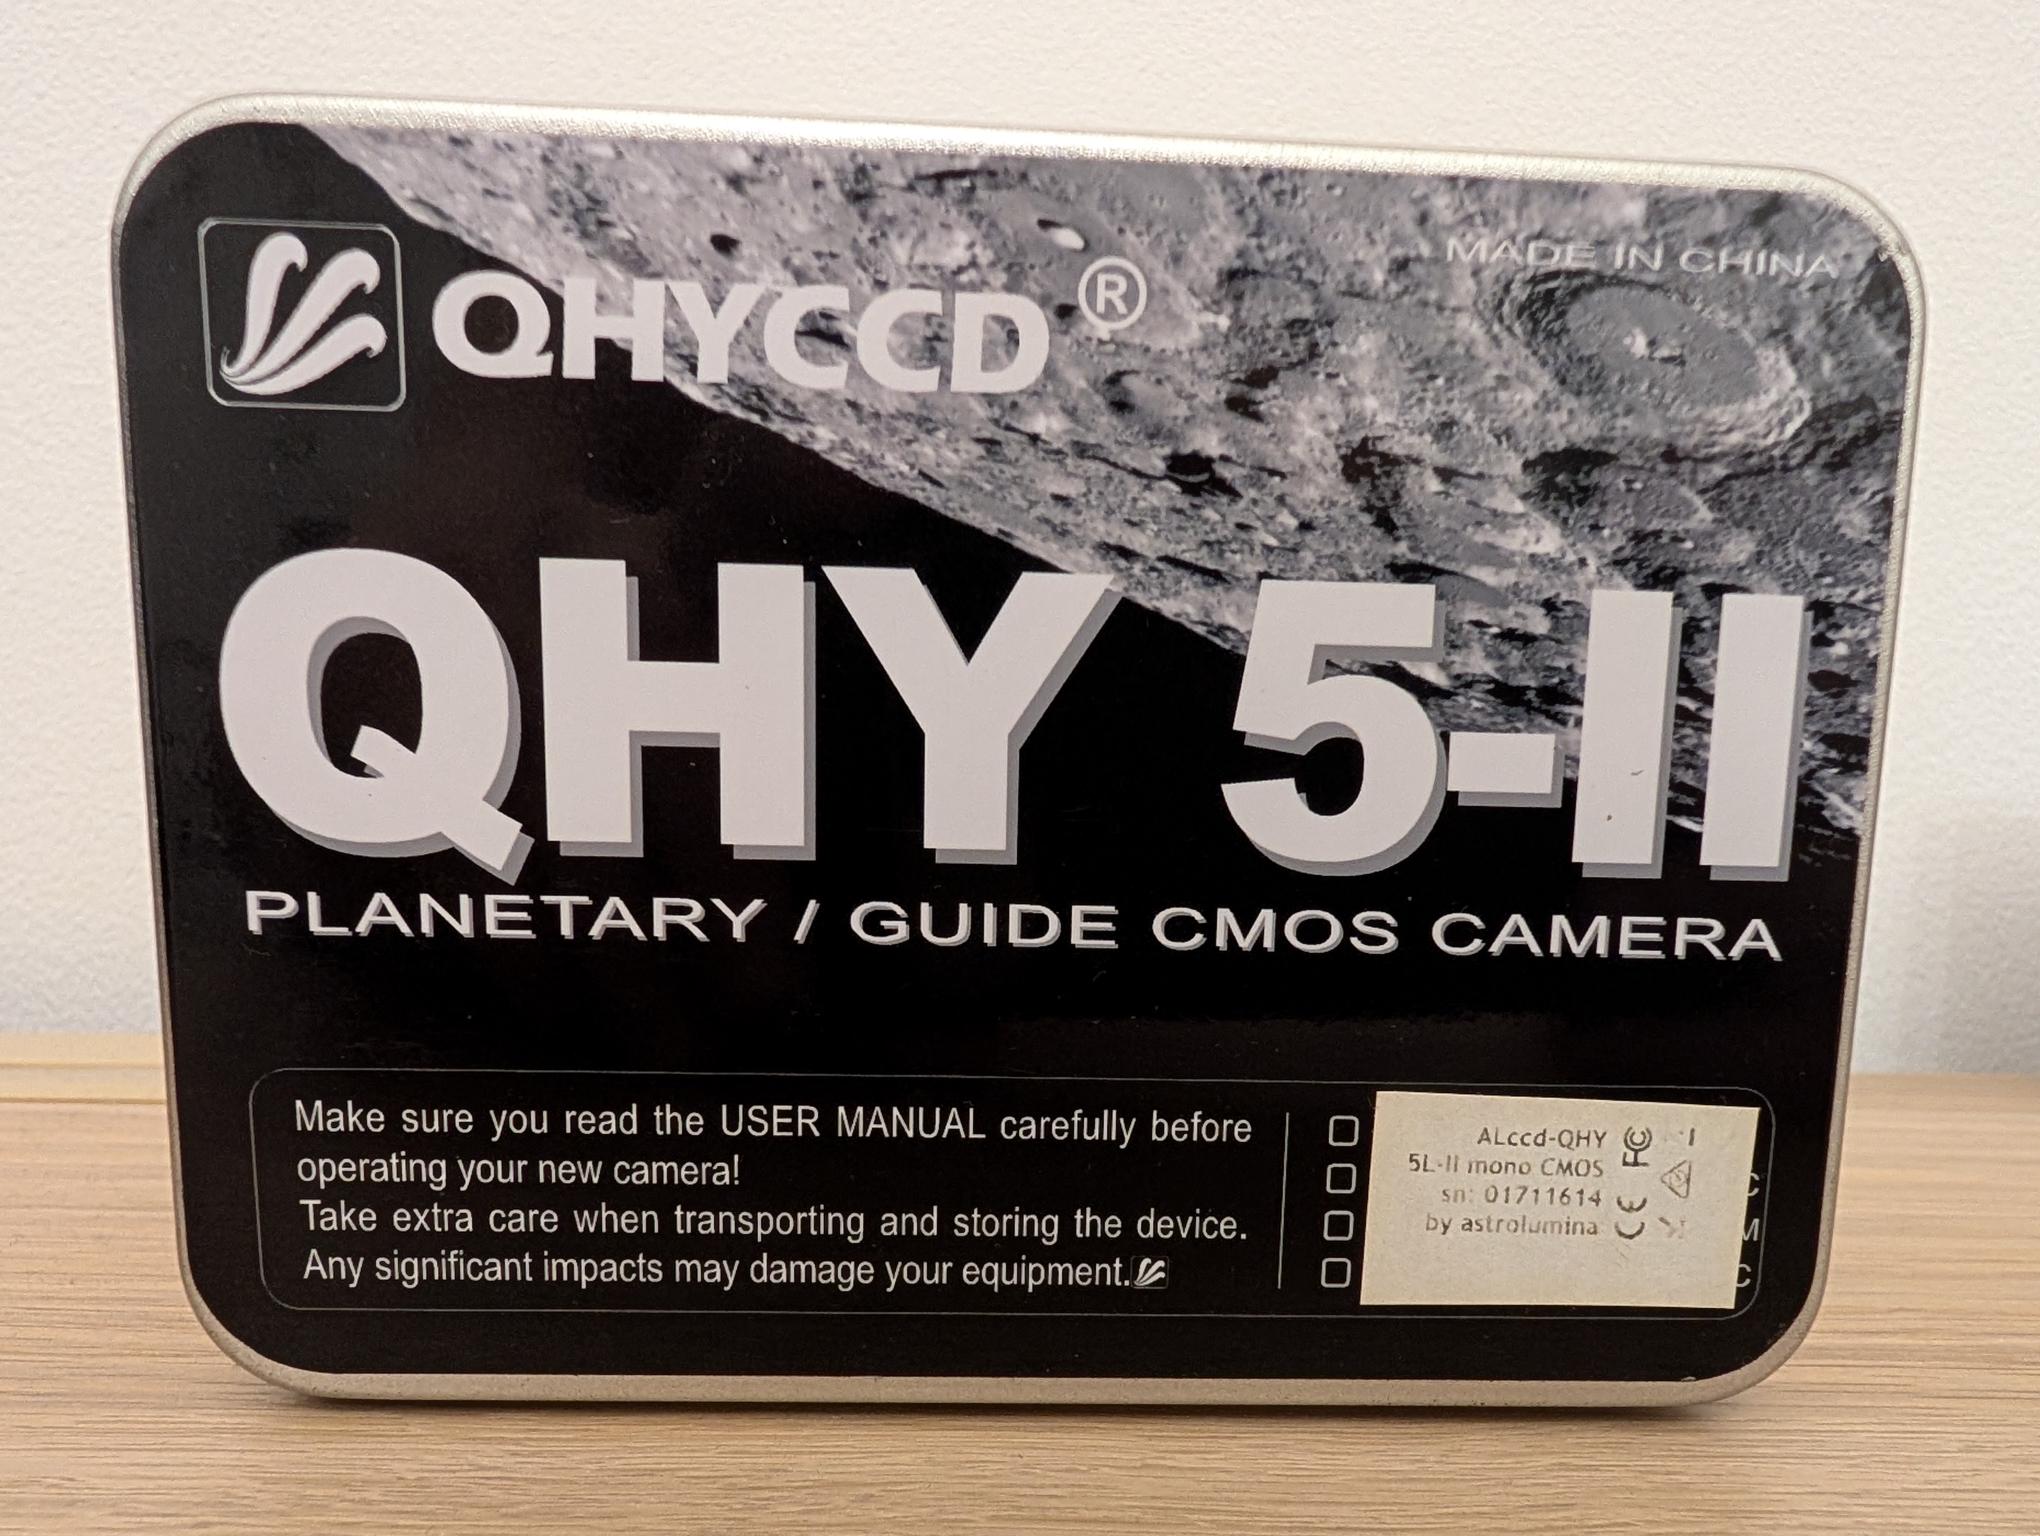 QHYCCD®
MADE IN CHINA
QHY 5-II
PLANETARY / GUIDE CMOS CAMERA
Make sure you read the USER MANUAL carefully before
operating your new camera!
Take extra care when transporting and storing the device.
Any significant impacts may damage your equipment.
ALccd-QHY
5L-II mono CMOS
sn: 01711614
by astrolumina
CE FC
C
M
C